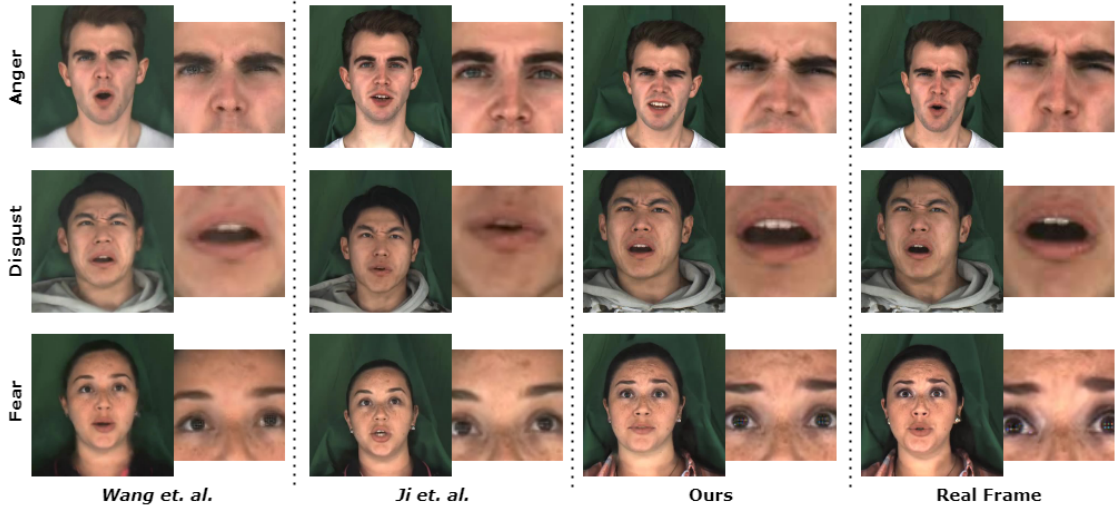 Anger
Disgust
Fear
Wang et. al.
Ji et. al.
Ours
Real Frame